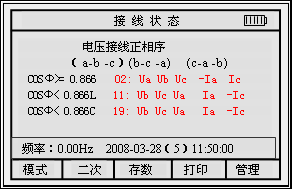 接线状态
电压接线正相序
(a-b-c) (b-c-a) (c-a-b)
COSΦ>= 0.866 02: Ua Ub Uc -Ia Ic
COSΦ< 0.866L 11: Ub Uc Ua Ia -Ic
COSΦ< 0.866C 19: Ub Uc Ua -Ia -Ic
频率: 0.00Hz 2008-03-28 (5) 11:50:00
模式 二次 存数 打印 管理